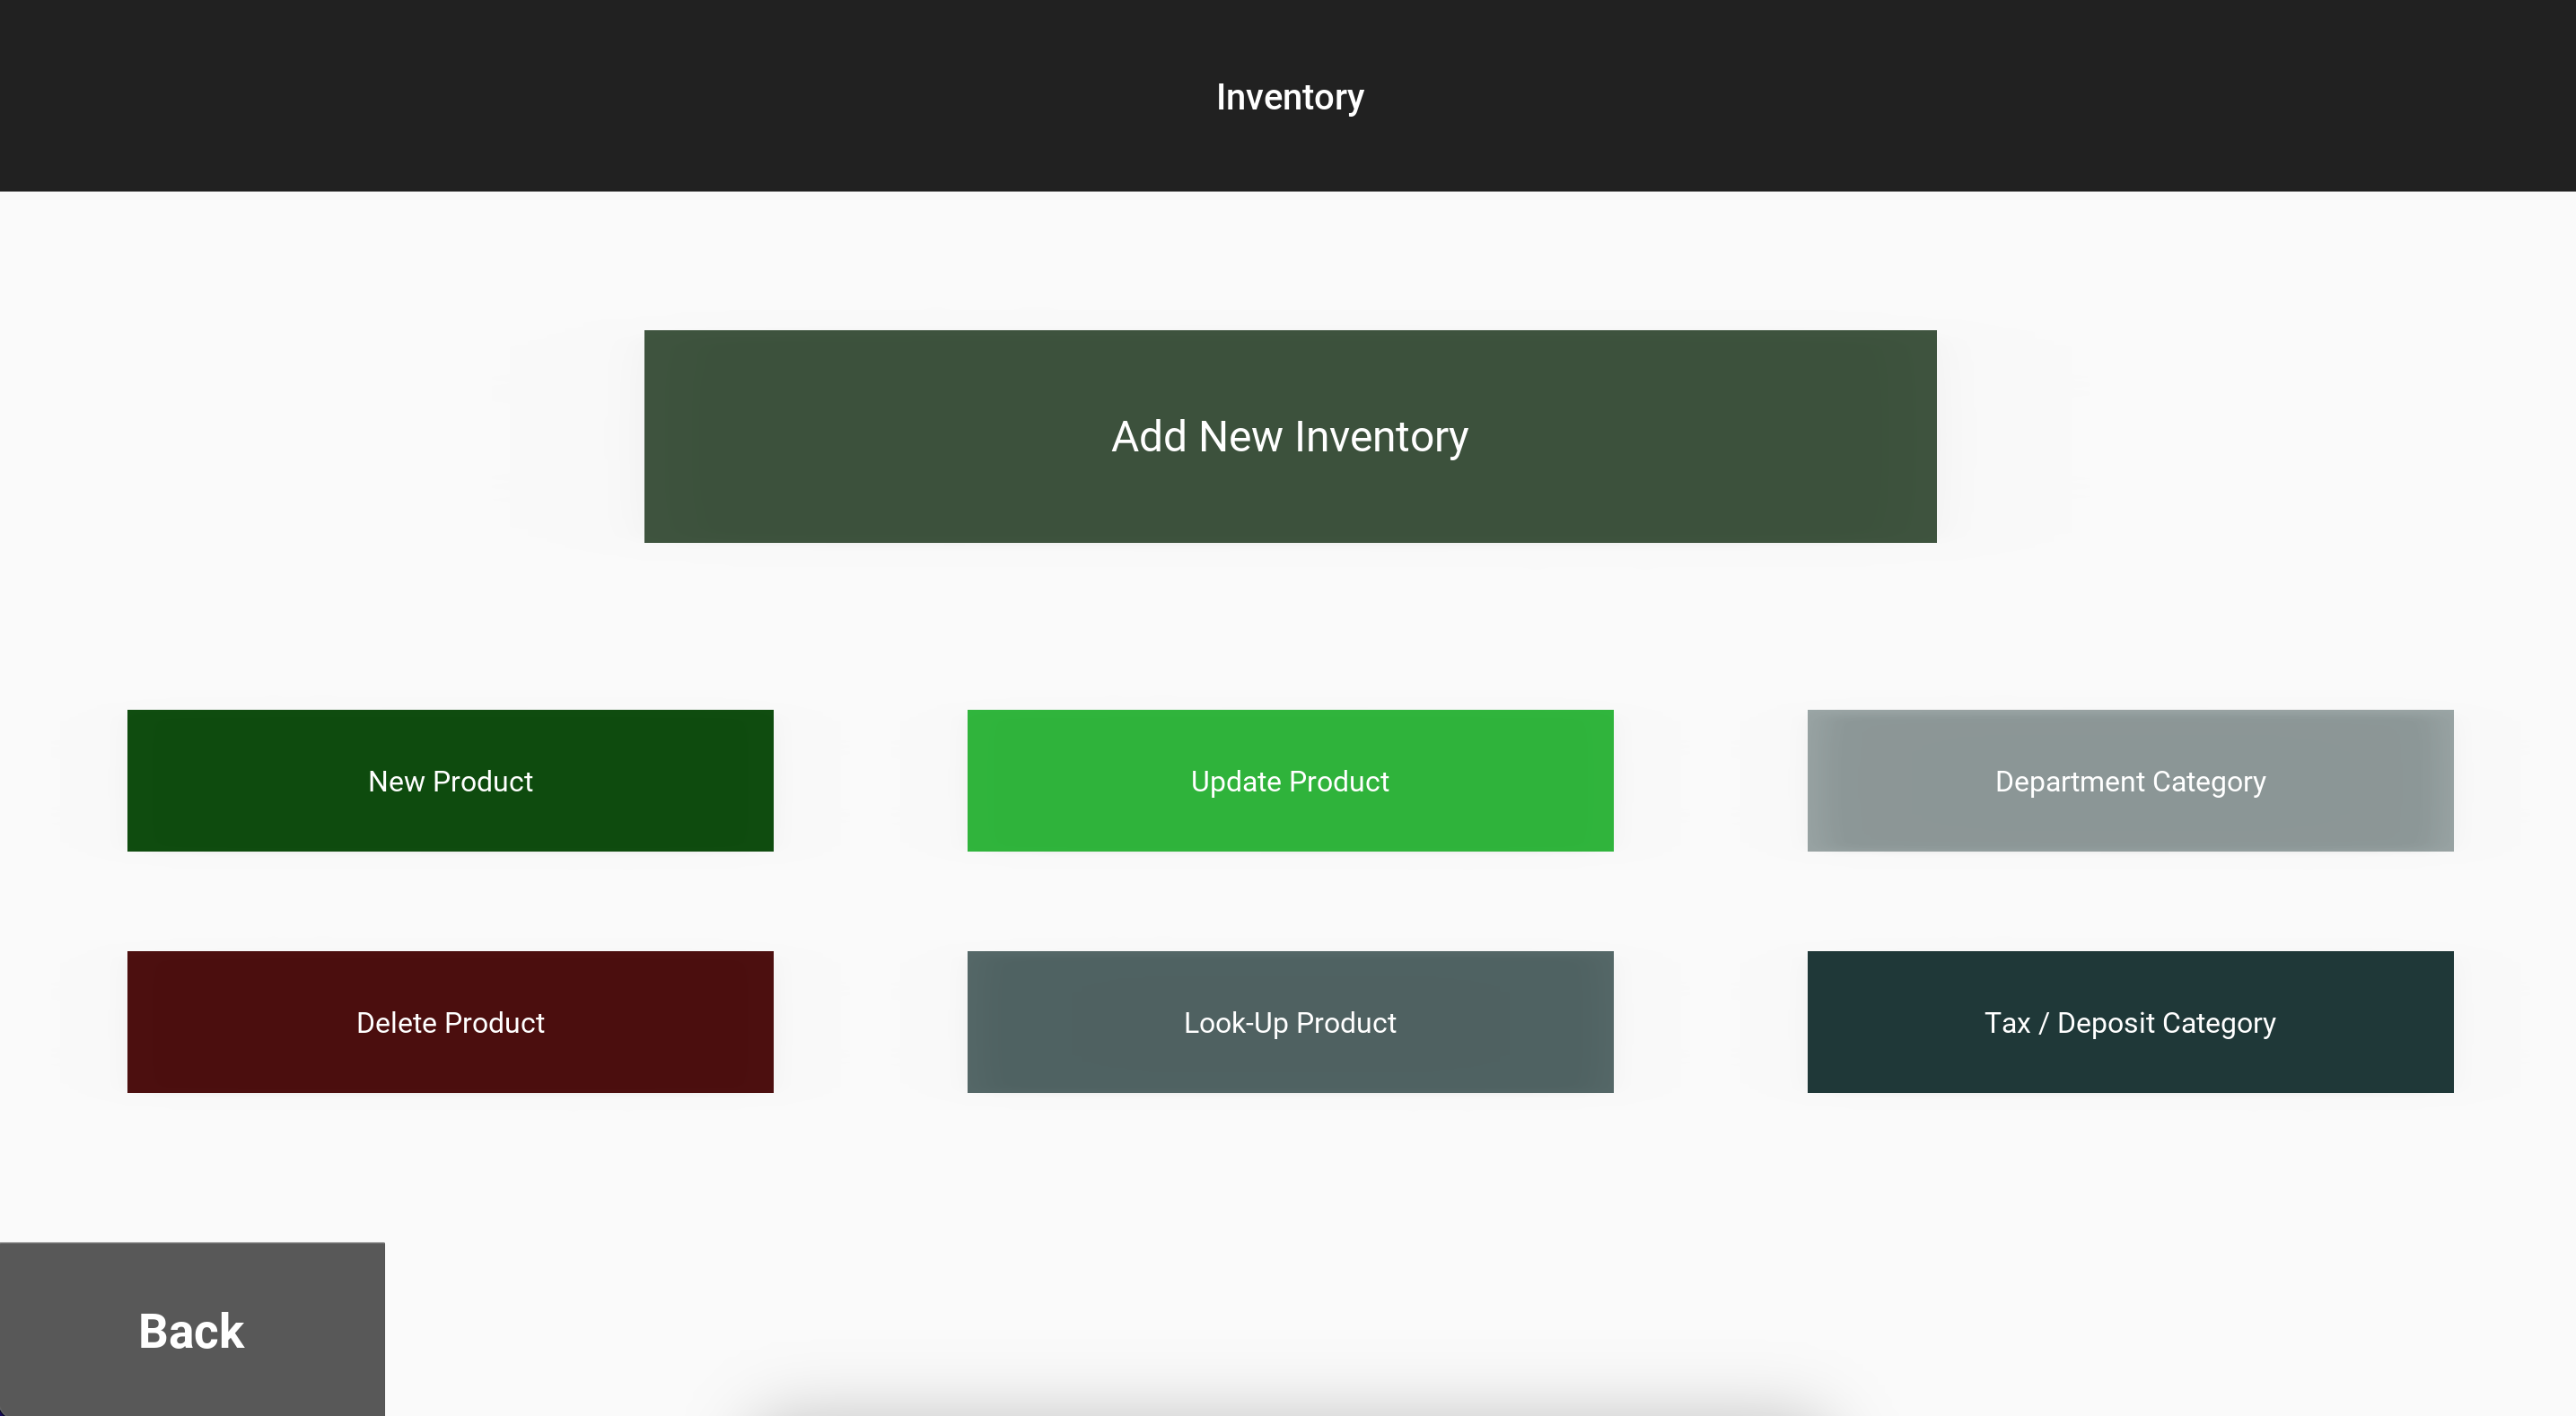 Inventory
Add New Inventory
New Product
Update Product
Department Category
Delete Product
Look-Up Product
Tax / Deposit Category
Back